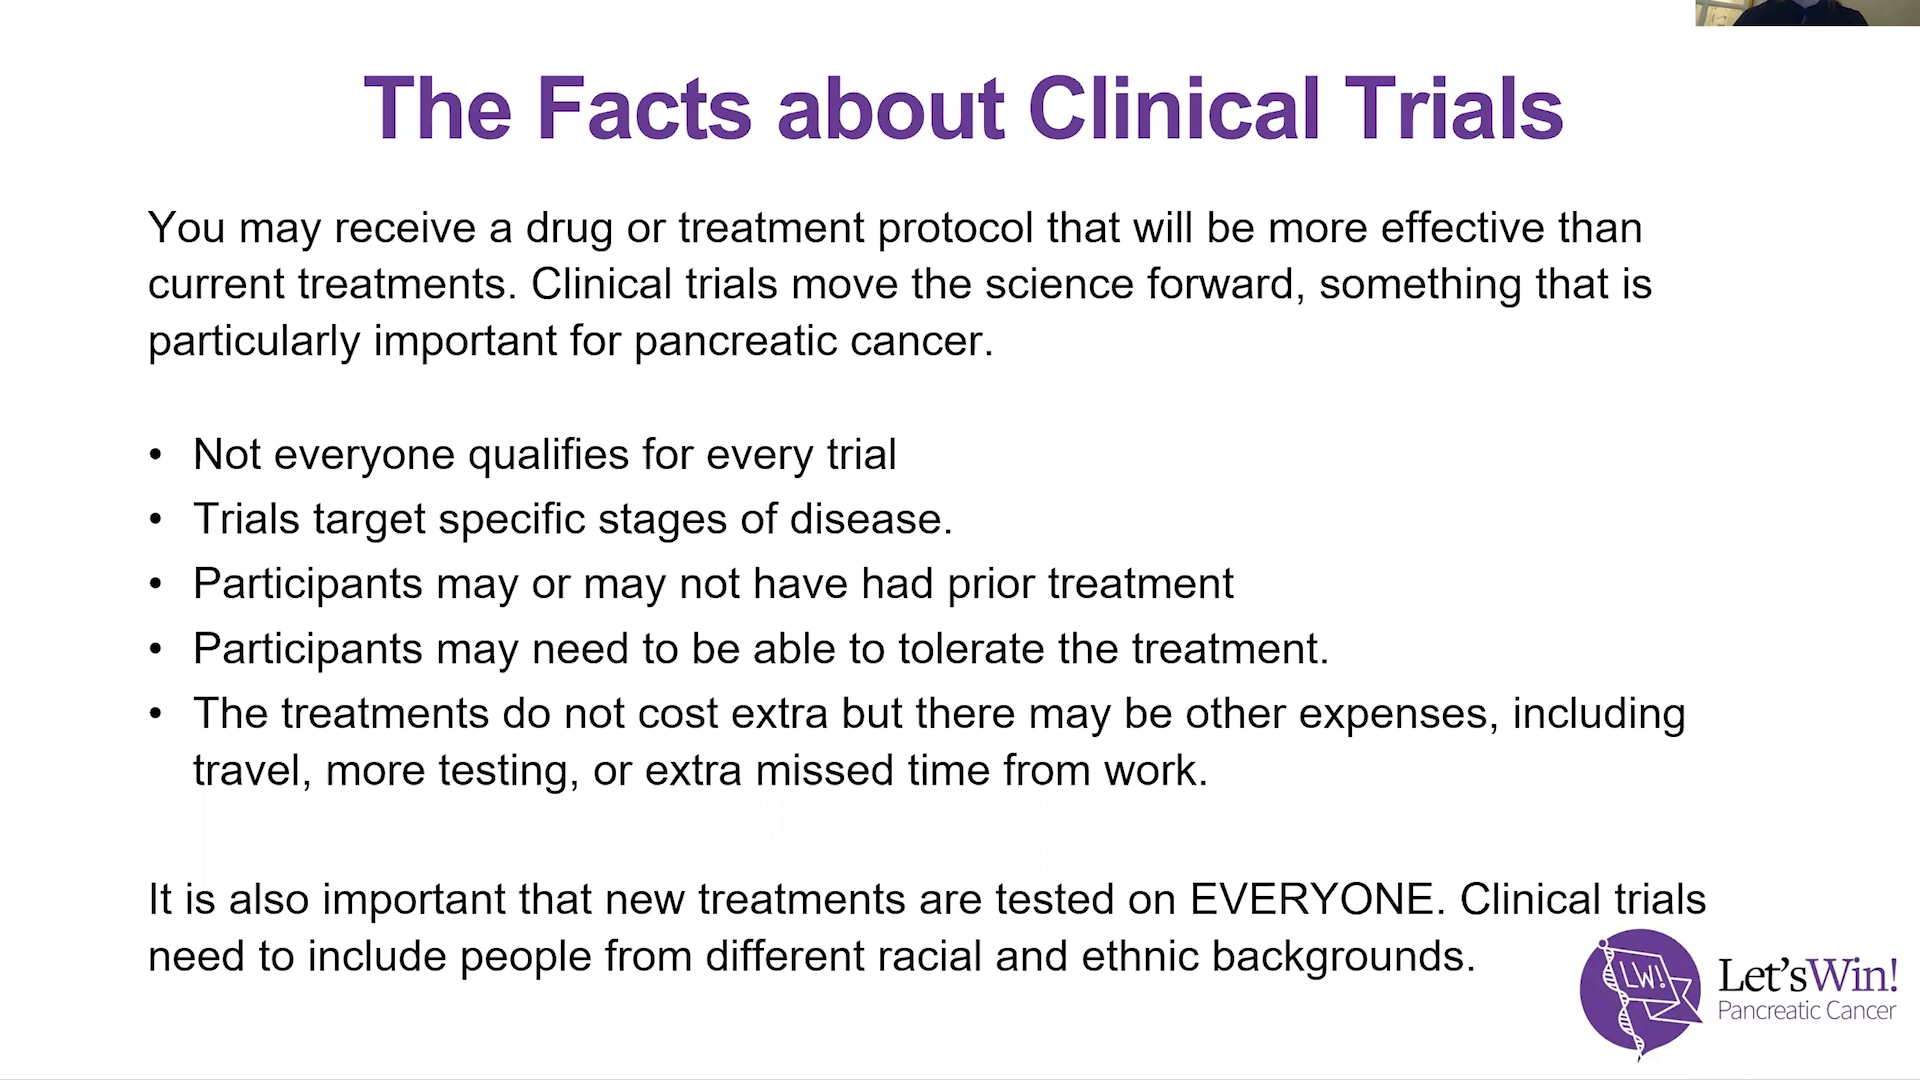 The Facts about Clinical Trials
You may receive a drug or treatment protocol that will be more effective than
current treatments. Clinical trials move the science forward, something that is
particularly important for pancreatic cancer.
• Not everyone qualifies for every trial
• Trials target specific stages of disease.
• Participants may or may not have had prior treatment
• Participants may need to be able to tolerate the treatment.
• The treatments do not cost extra but there may be other expenses, including
travel, more testing, or extra missed time from work.
It is also important that new treatments are tested on EVERYONE. Clinical trials
need to include people from different racial and ethnic backgrounds.
LW!
Let'sWin!
Pancreatic Cancer